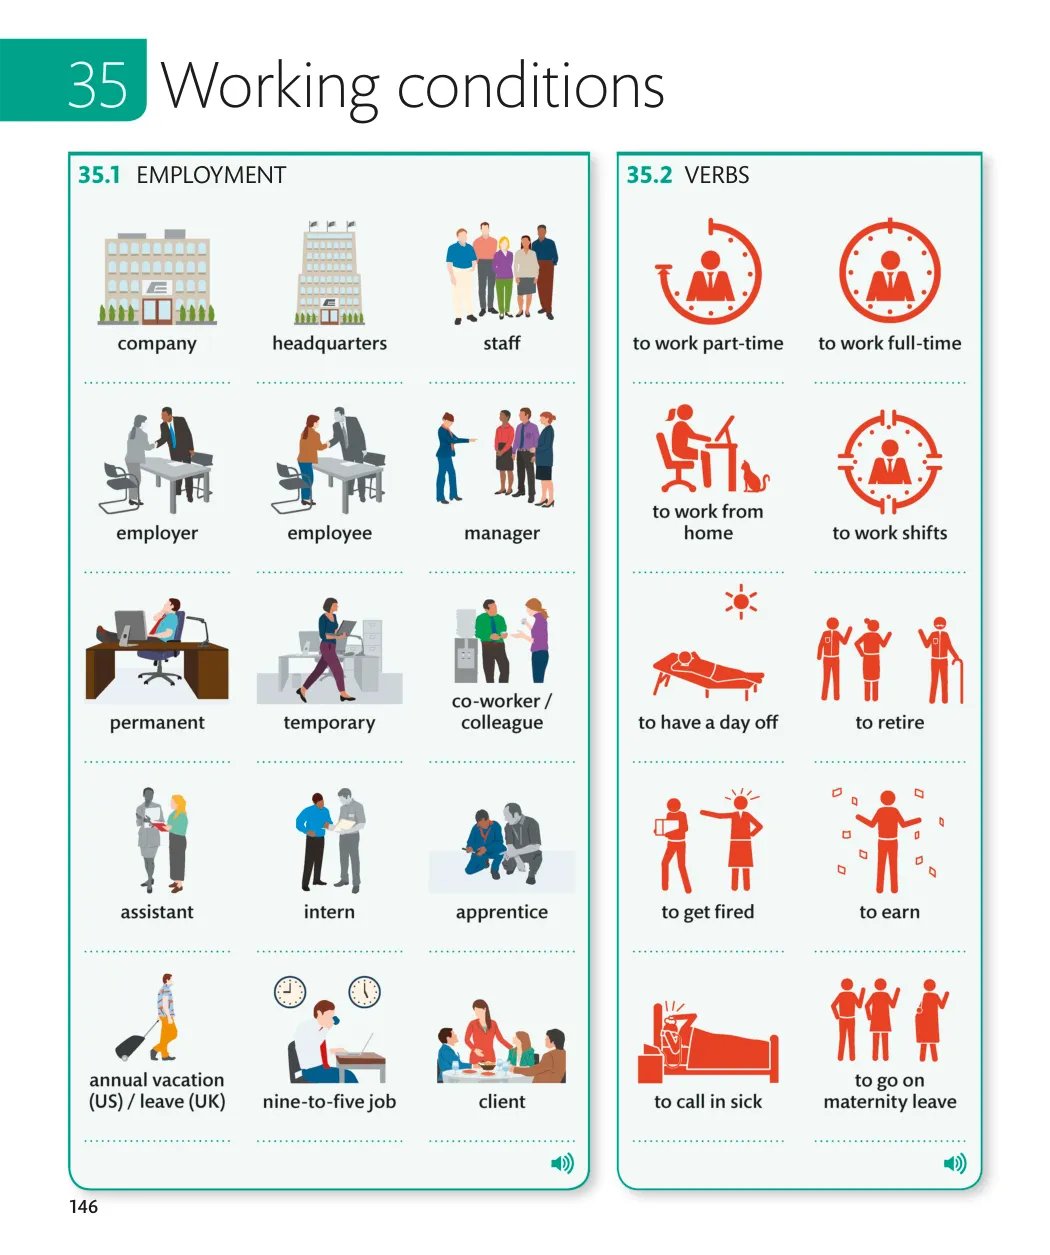 35 Working conditions
35.1 EMPLOYMENT
company
headquarters
staff
employer
employee
manager
permanent
temporary
co-worker /
colleague
assistant
intern
apprentice
annual vacation
(US) / leave (UK)
nine-to-five job
client
35.2 VERBS
to work part-time
to work full-time
to work from
home
to work shifts
to have a day off
to retire
to get fired
to earn
to call in sick
to go on
maternity leave
146